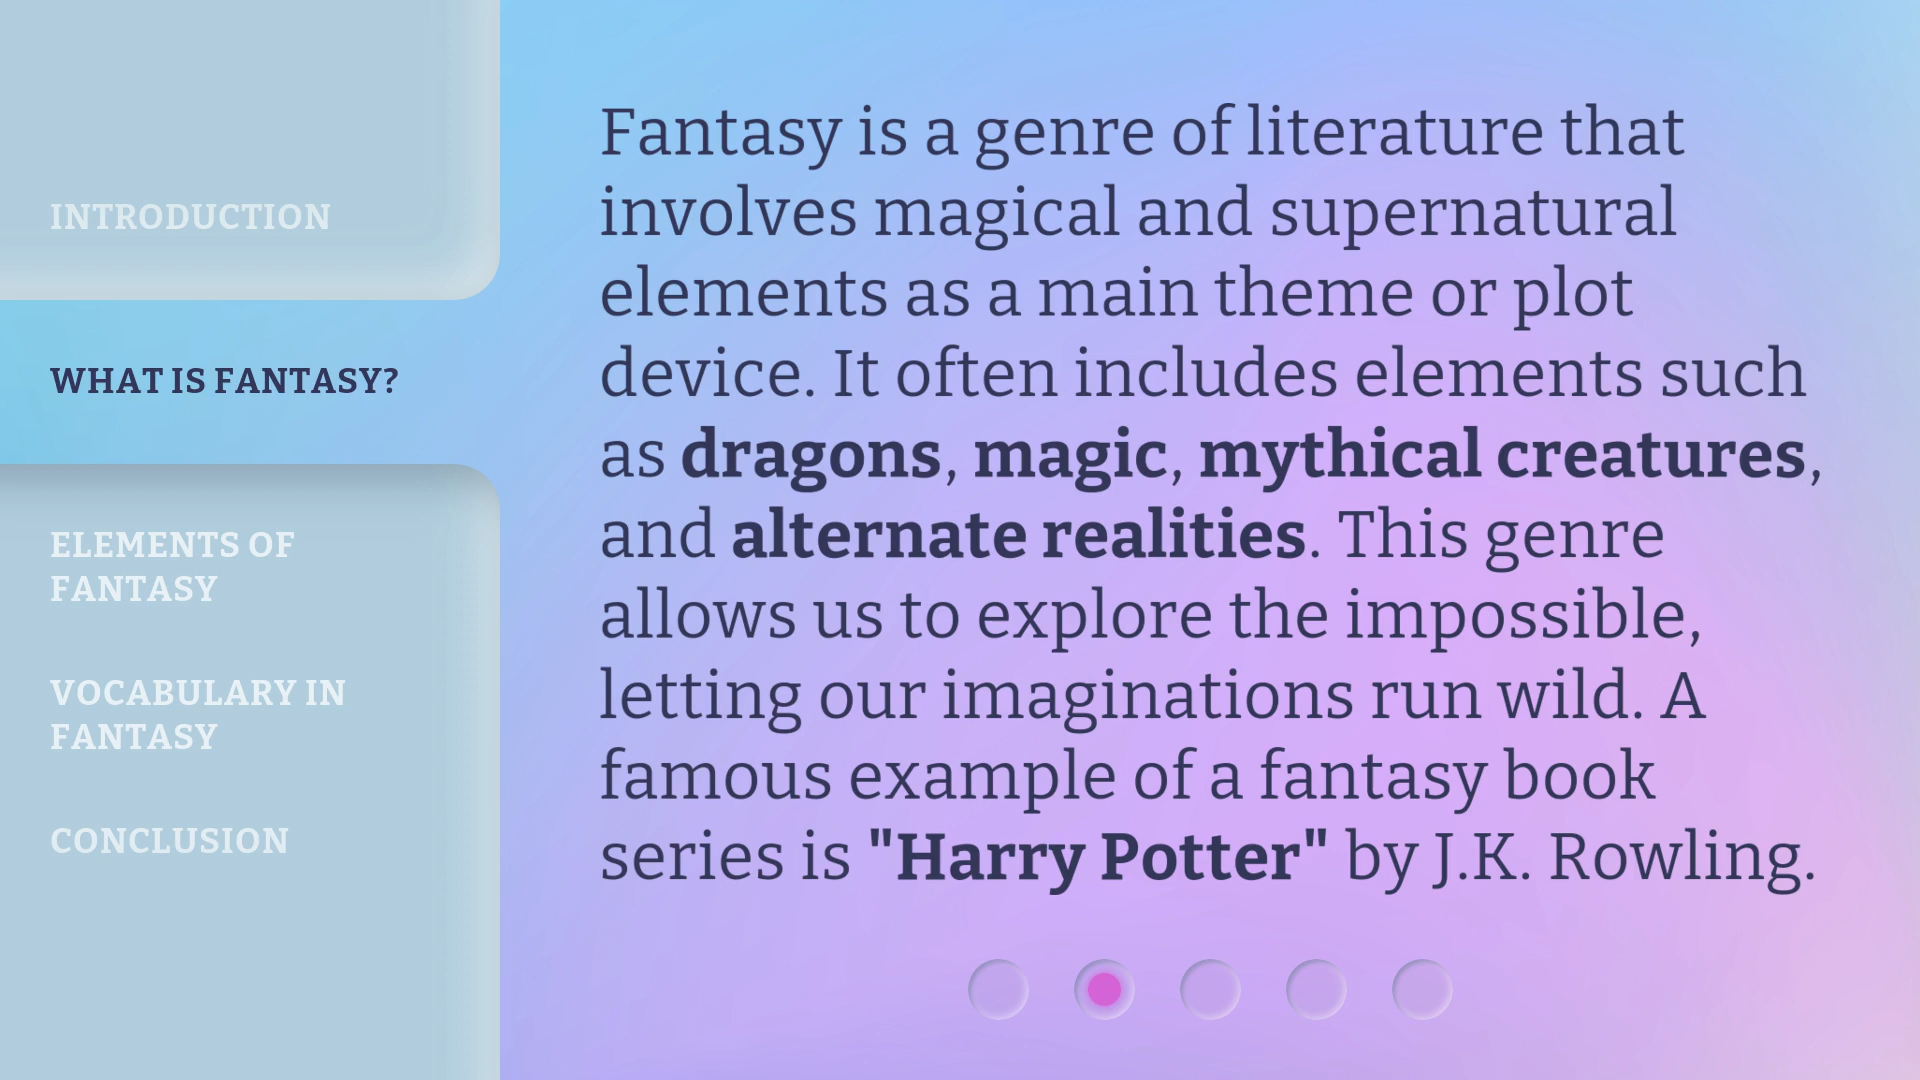 INTRODUCTION
WHAT IS FANTASY?
ELEMENTS OF
FANTASY
VOCABULARY IN
FANTASY
CONCLUSION
Fantasy is a genre of literature that
involves magical and supernatural
elements as a main theme or plot
device. It often includes elements such
as dragons, magic, mythical creatures,
and alternate realities. This genre
allows us to explore the impossible,
letting our imaginations run wild. A
famous example of a fantasy book
series is "Harry Potter" by J.K. Rowling.